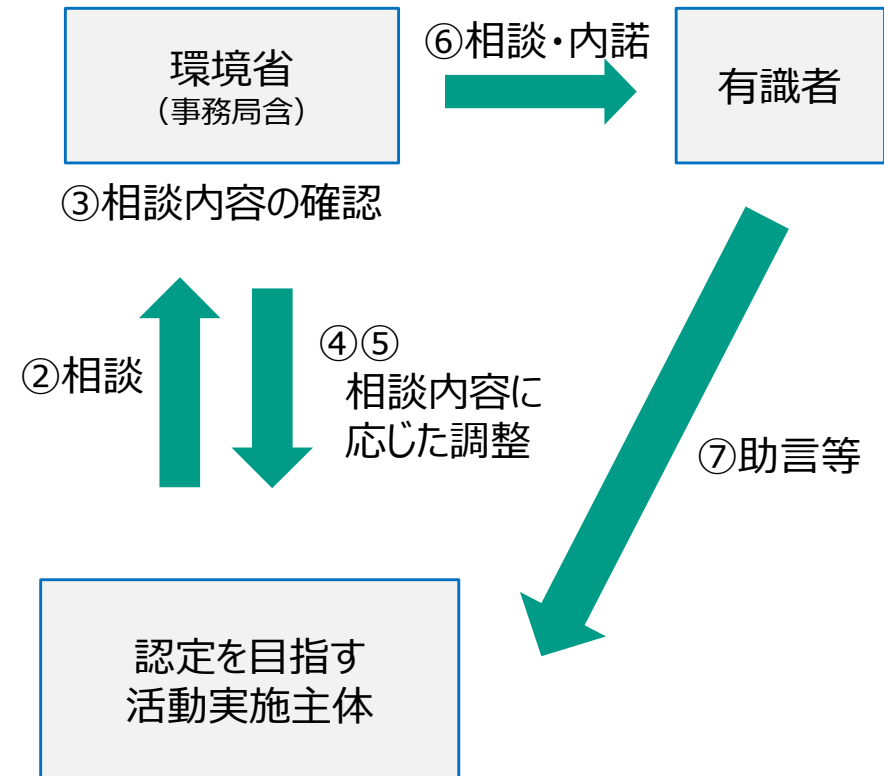 環境省
（事務局含）
⑥相談・内諾
有識者
③相談内容の確認
②相談
④⑤
相談内容に
応じた調整
⑦助言等
認定を目指す
活動実施主体